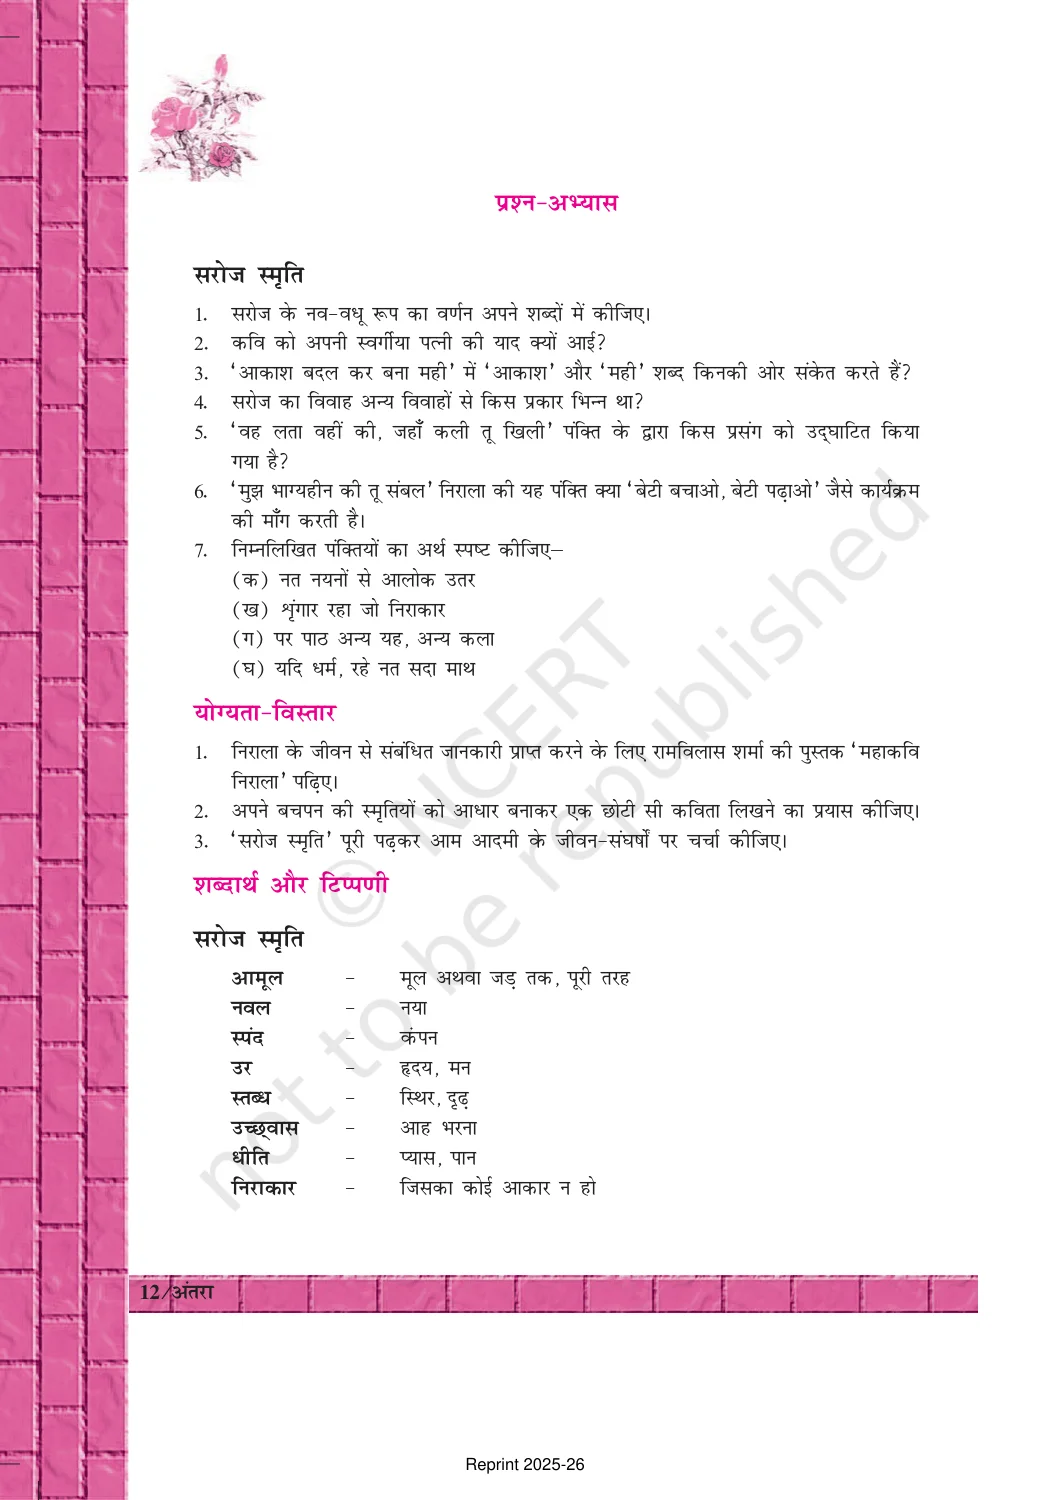 प्रश्न-अभ्यास
सरोज स्मृति
1. सरोज के नव-वधू रूप का वर्णन अपने शब्दों में कीजिए।
2. कवि को अपनी स्वर्गीया पत्नी की याद क्यों आई?
3. ‘आकाश बदल कर बना मही’ में ‘आकाश’ और ‘मही’ शब्द किनकी ओर संकेत करते हैं?
4. सरोज का विवाह अन्य विवाहों से किस प्रकार भिन्न था?
5. ‘वह लता वहीं की, जहाँ कली तू खिली’ पंक्ति के द्वारा किस प्रसंग को उद्घाटित किया
गया है?
6. ‘मुझ भाग्यहीन की तू संबल’ निराला की यह पंक्ति क्या ‘बेटी बचाओ, बेटी पढ़ाओ’ जैसे कार्यक्रम
की माँग करती है।
7. निम्नलिखित पंक्तियों का अर्थ स्पष्ट कीजिए–
(क) नत नयनों से आलोक उतर
(ख) शृंगार रहा जो निराकार
(ग) पर पाठ अन्य यह, अन्य कला
(घ) यदि धर्म, रहे नत सदा माथ
योग्यता-विस्तार
1. निराला के जीवन से संबंधित जानकारी प्राप्त करने के लिए रामविलास शर्मा की पुस्तक ‘महाकवि
निराला’ पढ़िए।
2. अपने बचपन की स्मृतियों को आधार बनाकर एक छोटी सी कविता लिखने का प्रयास कीजिए।
3. ‘सरोज स्मृति’ पूरी पढ़कर आम आदमी के जीवन-संघर्षों पर चर्चा कीजिए।
शब्दार्थ और टिप्पणी
सरोज स्मृति
आमूल - मूल अथवा जड़ तक, पूरी तरह
नवल - नया
स्पंद - कंपन
उर - हृदय, मन
स्तब्ध - स्थिर, दृढ़
उच्छ्वास - आह भरना
धीति - प्यास, पान
निराकार - जिसका कोई आकार न हो
© NCERT
not to be republished
12/अंतरा
Reprint 2025-26